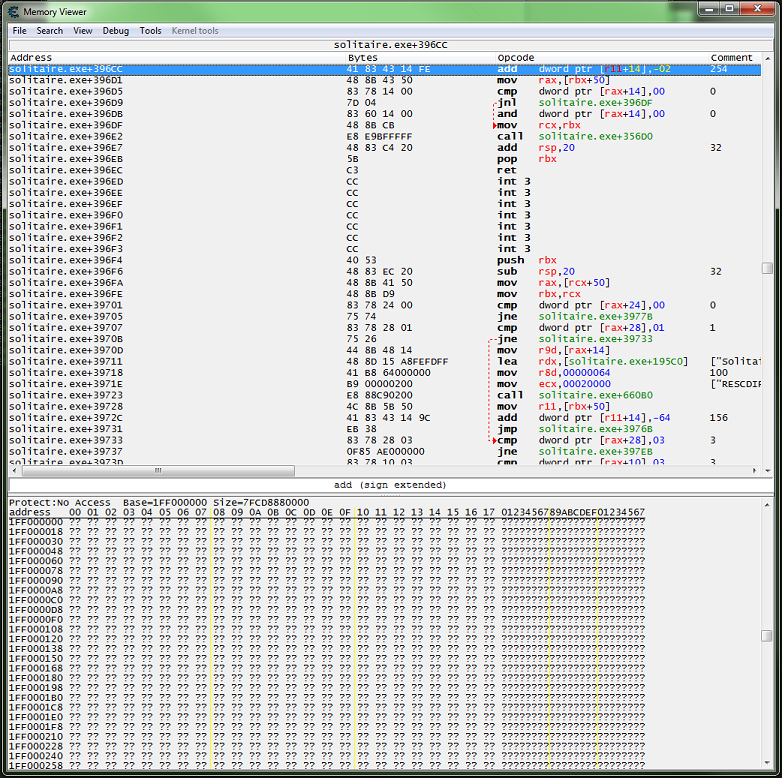 Memory Viewer
File Search View Debug Tools Kernel tools
solitaire.exe+396CC
Address Bytes Opcode Comment
solitaire.exe+396CC 41 83 43 14 FE add dword ptr [r11+14],-02 254
solitaire.exe+396D1 48 8B 43 50 mov rax,[rbx+50]
solitaire.exe+396D5 83 78 14 00 cmp dword ptr [rax+14],00 0
solitaire.exe+396D9 7D 04 jnl solitaire.exe+396DF
solitaire.exe+396DB 83 60 14 00 and dword ptr [rax+14],00 0
solitaire.exe+396DF 48 8B CB mov rcx,rbx
solitaire.exe+396E2 E8 E9BFFFFF call solitaire.exe+356D0
solitaire.exe+396E7 48 83 C4 20 add rsp,20 32
solitaire.exe+396EB 5B pop rbx
solitaire.exe+396EC C3 ret
solitaire.exe+396ED CC int 3
solitaire.exe+396EE CC int 3
solitaire.exe+396EF CC int 3
solitaire.exe+396F0 CC int 3
solitaire.exe+396F1 CC int 3
solitaire.exe+396F2 CC int 3
solitaire.exe+396F3 CC int 3
solitaire.exe+396F4 40 53 push rbx
solitaire.exe+396F6 48 83 EC 20 sub rsp,20 32
solitaire.exe+396FA 48 8B 41 50 mov rax,[rcx+50]
solitaire.exe+396FE 48 8B D9 mov rbx,rcx
solitaire.exe+39701 83 78 24 00 cmp dword ptr [rax+24],00 0
solitaire.exe+39705 75 74 jne solitaire.exe+3977B
solitaire.exe+39707 83 78 28 01 cmp dword ptr [rax+28],01 1
solitaire.exe+3970B 75 26 jne solitaire.exe+39733
solitaire.exe+3970D 44 8B 48 14 mov r9d,[rax+14]
solitaire.exe+39711 48 8D 15 A8FEFDFF lea rdx,[solitaire.exe+195C0] ["Solitai
solitaire.exe+39718 41 B8 64000000 mov r8d,00000064 100
solitaire.exe+3971E B9 00000200 mov ecx,00020000 ["RESCDIF
solitaire.exe+39723 E8 88C90200 call solitaire.exe+660B0
solitaire.exe+39728 4C 8B 5B 50 mov r11,[rbx+50]
solitaire.exe+3972C 41 83 43 14 9C add dword ptr [r11+14],-64 156
solitaire.exe+39731 EB 38 jmp solitaire.exe+3976B
solitaire.exe+39733 83 78 28 03 cmp dword ptr [rax+28],03 3
solitaire.exe+39737 0F85 AE000000 jne solitaire.exe+397EB
solitaire.exe+3973D 83 78 10 03 cmp dword ptr [rax+10],03 3
add (sign extended)
Protect:No Access Base=1FF000000 Size=7FCD8880000
address 00 01 02 03 04 05 06 07 08 09 0A 0B 0C 0D 0E 0F 10 11 12 13 14 15 16 17 0123456789ABCDEF01234567
1FF000000 ?? ?? ?? ?? ?? ?? ?? ?? ?? ?? ?? ?? ?? ?? ?? ?? ?? ?? ?? ?? ?? ?? ?? ?? ????????????????????????
1FF000018 ?? ?? ?? ?? ?? ?? ?? ?? ?? ?? ?? ?? ?? ?? ?? ?? ?? ?? ?? ?? ?? ?? ?? ?? ????????????????????????
1FF000030 ?? ?? ?? ?? ?? ?? ?? ?? ?? ?? ?? ?? ?? ?? ?? ?? ?? ?? ?? ?? ?? ?? ?? ?? ????????????????????????
1FF000048 ?? ?? ?? ?? ?? ?? ?? ?? ?? ?? ?? ?? ?? ?? ?? ?? ?? ?? ?? ?? ?? ?? ?? ?? ????????????????????????
1FF000060 ?? ?? ?? ?? ?? ?? ?? ?? ?? ?? ?? ?? ?? ?? ?? ?? ?? ?? ?? ?? ?? ?? ?? ?? ????????????????????????
1FF000078 ?? ?? ?? ?? ?? ?? ?? ?? ?? ?? ?? ?? ?? ?? ?? ?? ?? ?? ?? ?? ?? ?? ?? ?? ????????????????????????
1FF000090 ?? ?? ?? ?? ?? ?? ?? ?? ?? ?? ?? ?? ?? ?? ?? ?? ?? ?? ?? ?? ?? ?? ?? ?? ????????????????????????
1FF0000A8 ?? ?? ?? ?? ?? ?? ?? ?? ?? ?? ?? ?? ?? ?? ?? ?? ?? ?? ?? ?? ?? ?? ?? ?? ????????????????????????
1FF0000C0 ?? ?? ?? ?? ?? ?? ?? ?? ?? ?? ?? ?? ?? ?? ?? ?? ?? ?? ?? ?? ?? ?? ?? ?? ????????????????????????
1FF0000D8 ?? ?? ?? ?? ?? ?? ?? ?? ?? ?? ?? ?? ?? ?? ?? ?? ?? ?? ?? ?? ?? ?? ?? ?? ????????????????????????
1FF0000F0 ?? ?? ?? ?? ?? ?? ?? ?? ?? ?? ?? ?? ?? ?? ?? ?? ?? ?? ?? ?? ?? ?? ?? ?? ????????????????????????
1FF000108 ?? ?? ?? ?? ?? ?? ?? ?? ?? ?? ?? ?? ?? ?? ?? ?? ?? ?? ?? ?? ?? ?? ?? ?? ????????????????????????
1FF000120 ?? ?? ?? ?? ?? ?? ?? ?? ?? ?? ?? ?? ?? ?? ?? ?? ?? ?? ?? ?? ?? ?? ?? ?? ????????????????????????
1FF000138 ?? ?? ?? ?? ?? ?? ?? ?? ?? ?? ?? ?? ?? ?? ?? ?? ?? ?? ?? ?? ?? ?? ?? ?? ????????????????????????
1FF000150 ?? ?? ?? ?? ?? ?? ?? ?? ?? ?? ?? ?? ?? ?? ?? ?? ?? ?? ?? ?? ?? ?? ?? ?? ????????????????????????
1FF000168 ?? ?? ?? ?? ?? ?? ?? ?? ?? ?? ?? ?? ?? ?? ?? ?? ?? ?? ?? ?? ?? ?? ?? ?? ????????????????????????
1FF000180 ?? ?? ?? ?? ?? ?? ?? ?? ?? ?? ?? ?? ?? ?? ?? ?? ?? ?? ?? ?? ?? ?? ?? ?? ????????????????????????
1FF000198 ?? ?? ?? ?? ?? ?? ?? ?? ?? ?? ?? ?? ?? ?? ?? ?? ?? ?? ?? ?? ?? ?? ?? ?? ????????????????????????
1FF0001B0 ?? ?? ?? ?? ?? ?? ?? ?? ?? ?? ?? ?? ?? ?? ?? ?? ?? ?? ?? ?? ?? ?? ?? ?? ????????????????????????
1FF0001C8 ?? ?? ?? ?? ?? ?? ?? ?? ?? ?? ?? ?? ?? ?? ?? ?? ?? ?? ?? ?? ?? ?? ?? ?? ????????????????????????
1FF0001E0 ?? ?? ?? ?? ?? ?? ?? ?? ?? ?? ?? ?? ?? ?? ?? ?? ?? ?? ?? ?? ?? ?? ?? ?? ????????????????????????
1FF0001F8 ?? ?? ?? ?? ?? ?? ?? ?? ?? ?? ?? ?? ?? ?? ?? ?? ?? ?? ?? ?? ?? ?? ?? ?? ????????????????????????
1FF000210 ?? ?? ?? ?? ?? ?? ?? ?? ?? ?? ?? ?? ?? ?? ?? ?? ?? ?? ?? ?? ?? ?? ?? ?? ????????????????????????
1FF000228 ?? ?? ?? ?? ?? ?? ?? ?? ?? ?? ?? ?? ?? ?? ?? ?? ?? ?? ?? ?? ?? ?? ?? ?? ????????????????????????
1FF000240 ?? ?? ?? ?? ?? ?? ?? ?? ?? ?? ?? ?? ?? ?? ?? ?? ?? ?? ?? ?? ?? ?? ?? ?? ????????????????????????
1FF000258 ?? ?? ?? ?? ?? ?? ?? ?? ?? ?? ?? ?? ?? ?? ?? ?? ?? ?? ?? ?? ?? ?? ?? ?? ????????????????????????